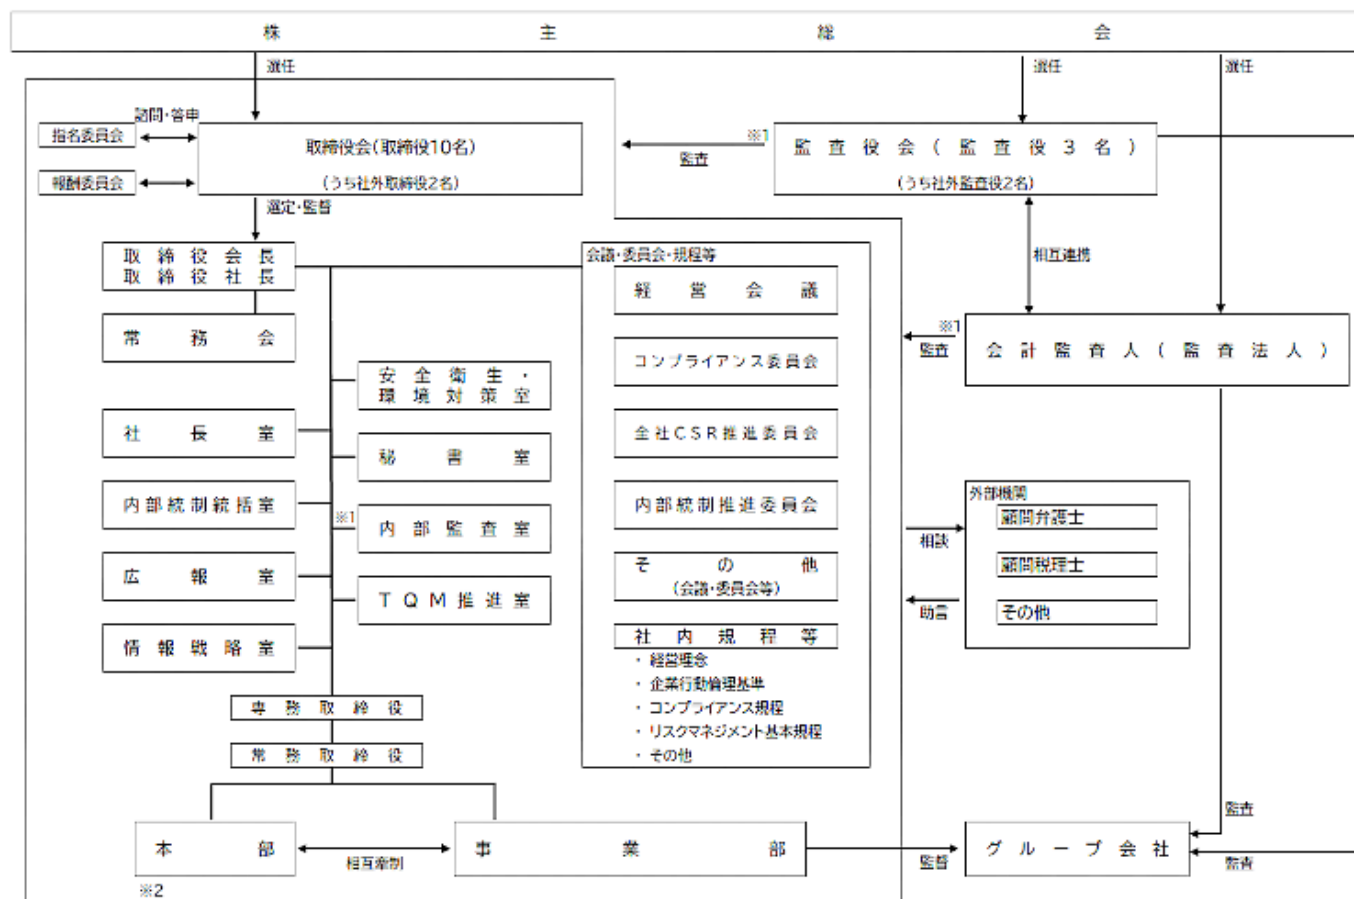 株主総会
選任
選任
選任
諮問・答申
指名委員会
報酬委員会
取締役会(取締役10名)
(うち社外取締役2名)
※1
監査
監査役会(監査役3名)
(うち社外監査役2名)
選定・監督
相互連携
取締役会長
取締役社長
常務会
安全衛生・
環境対策室
社長室
秘書室
内部統制統括室
※1
内部監査室
広報室
TQM推進室
情報戦略室
専務取締役
常務取締役
会議・委員会・規程等
経営会議
コンプライアンス委員会
全社CSR推進委員会
内部統制推進委員会
その他
(会議・委員会等)
社内規程等
・ 経営理念
・ 企業行動倫理基準
・ コンプライアンス規程
・ リスクマネジメント基本規程
・ その他
※1
監査
会計監査人(監査法人)
外部機関
顧問弁護士
顧問税理士
その他
相談
助言
本部
相互牽制
事業部
監督
グループ会社
監査
監査
※2